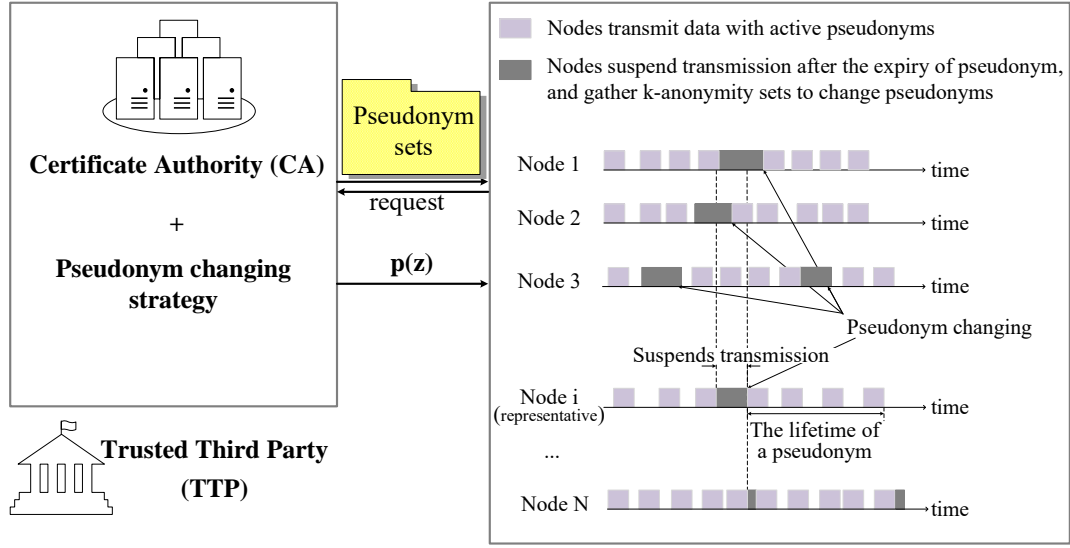 Certificate Authority (CA)
+
Pseudonym changing
strategy
Trusted Third Party
(TTP)
Pseudonym
sets
request
p(z)
Nodes transmit data with active pseudonyms
Nodes suspend transmission after the expiry of pseudonym,
and gather k-anonymity sets to change pseudonyms
Node 1
time
Node 2
time
Node 3
time
Pseudonym changing
Suspends transmission
Node i
(representative)
time
The lifetime of
a pseudonym
...
Node N
time